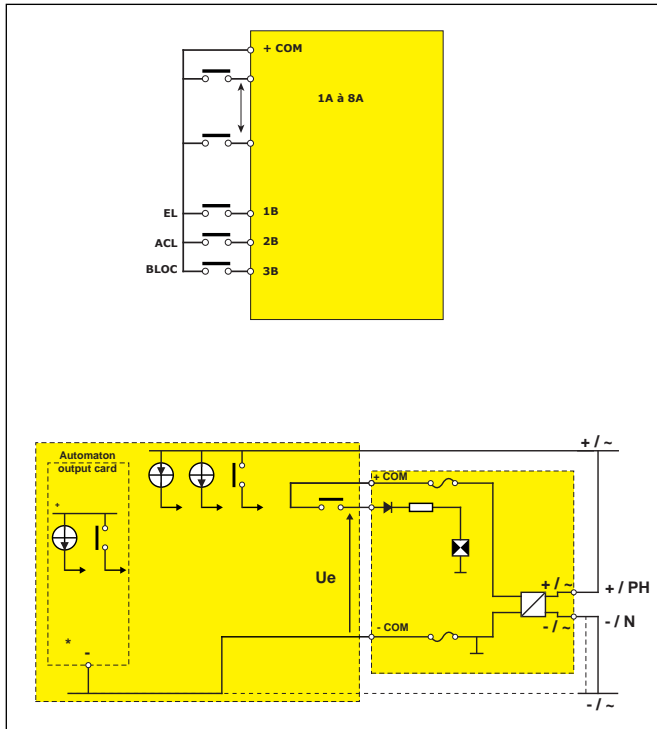 + COM
1A à 8A
EL
1B
ACL
2B
BLOC
3B
+ / ~
Automaton
output card
+ COM
+
Ue
+ / ~
+ / PH
- / N
- / ~
- COM
*
-
- / ~